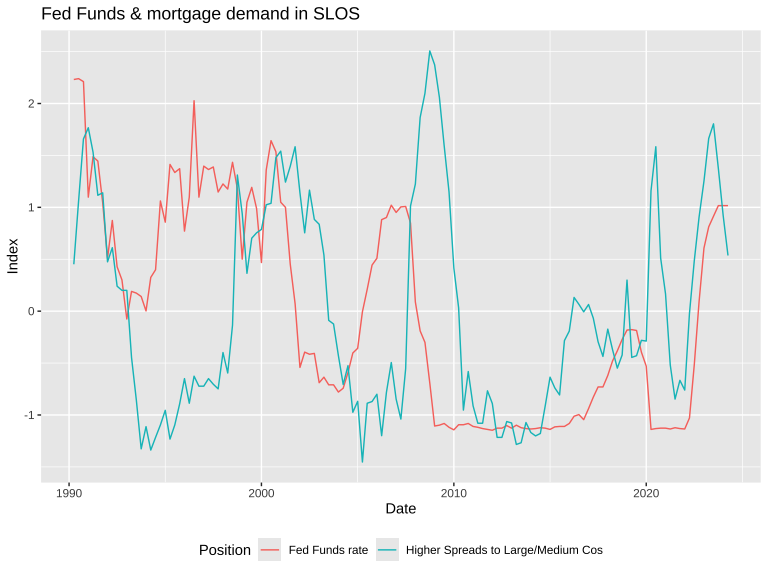 Fed Funds & mortgage demand in SLOS
Index
2
1
0
-1
1990 2000 2010 2020
Date
Position Fed Funds rate Higher Spreads to Large/Medium Cos